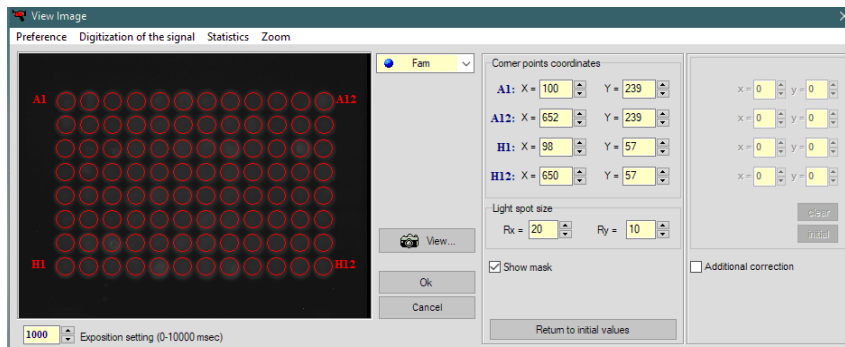 View Image
Preference Digitization of the signal Statistics Zoom
Fam
A1 A12
H1 H12
1000 Exposition setting (0-10000 msec)
View...
Ok
Cancel
Corner points coordinates
A1: X = 100 Y = 239
A12: X = 652 Y = 239
H1: X = 98 Y = 57
H12: X = 650 Y = 57
Light spot size
Rx = 20 Ry = 10
Show mask
Return to initial values
x = 0 y = 0
x = 0 y = 0
x = 0 y = 0
x = 0 y = 0
clear
initial
Additional correction